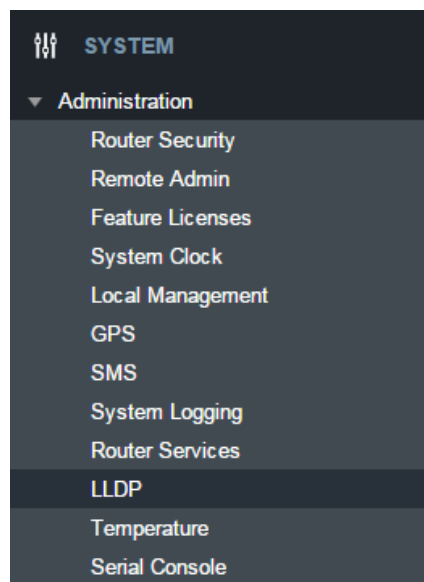 SYSTEM
Administration
Router Security
Remote Admin
Feature Licenses
System Clock
Local Management
GPS
SMS
System Logging
Router Services
LLDP
Temperature
Serial Console